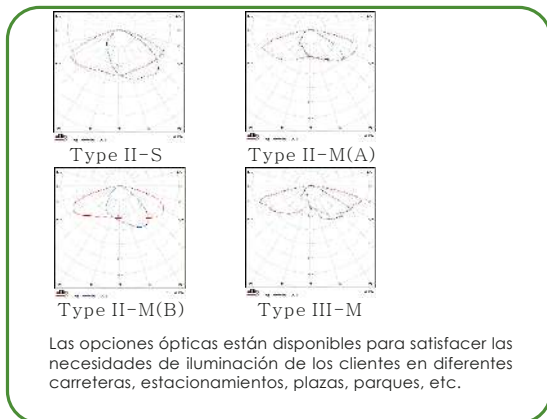 Type II-S
Type II-M(A)
Type II-M(B)
Type III-M
Las opciones ópticas están disponibles para satisfacer las
necesidades de iluminación de los clientes en diferentes
carreteras, estacionamientos, plazas, parques, etc.